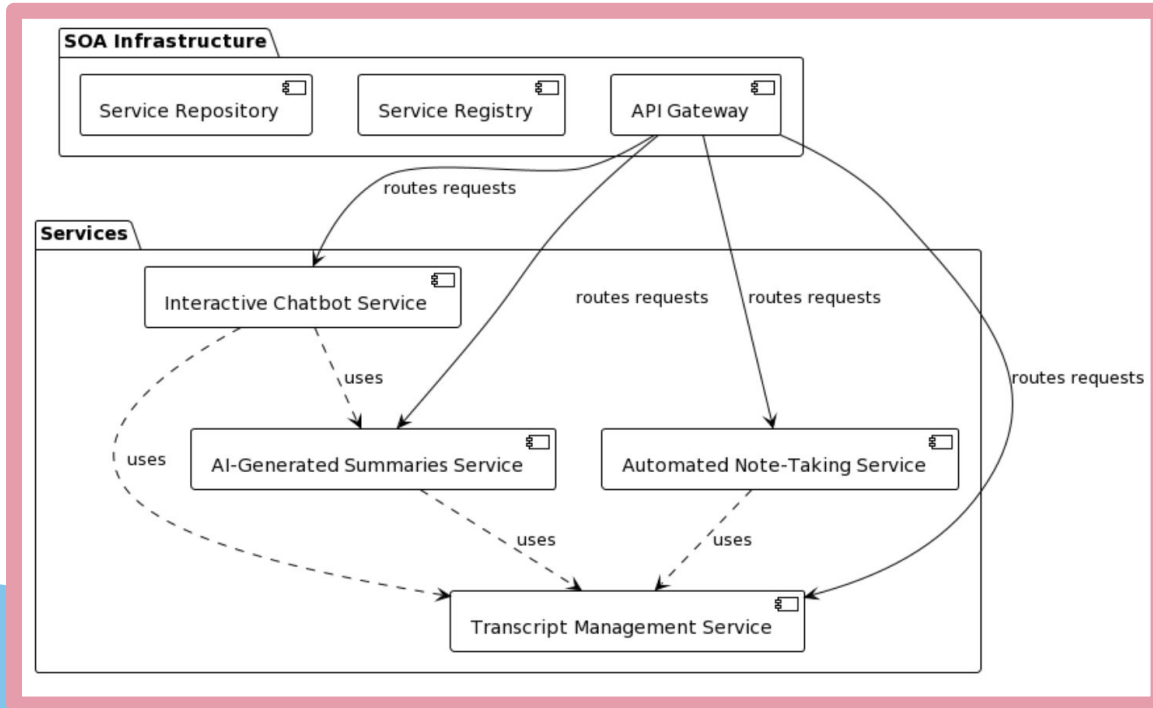 SOA Infrastructure
Service Repository
Service Registry
API Gateway
routes requests
Services
Interactive Chatbot Service
routes requests
routes requests
uses
routes requests
uses
AI-Generated Summaries Service
Automated Note-Taking Service
uses
uses
Transcript Management Service